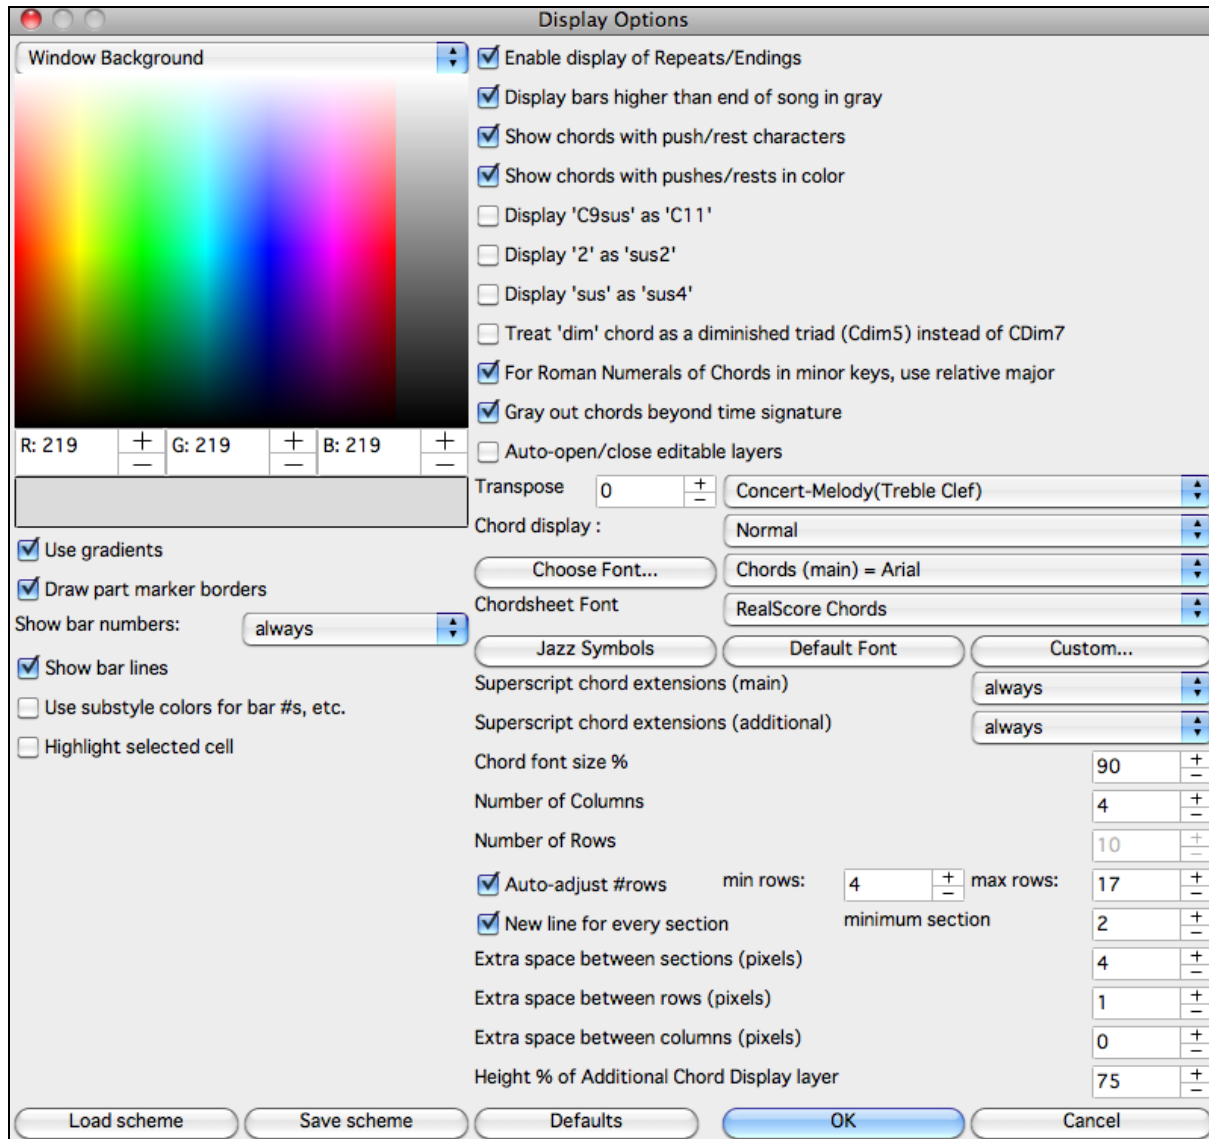 Display Options
Window Background
R: 219 + − G: 219 + − B: 219 + −
Use gradients
Draw part marker borders
Show bar numbers: always
Show bar lines
Use substyle colors for bar #s, etc.
Highlight selected cell
Enable display of Repeats/Endings
Display bars higher than end of song in gray
Show chords with push/rest characters
Show chords with pushes/rests in color
Display 'C9sus' as 'C11'
Display '2' as 'sus2'
Display 'sus' as 'sus4'
Treat 'dim' chord as a diminished triad (Cdim5) instead of CDim7
For Roman Numerals of Chords in minor keys, use relative major
Gray out chords beyond time signature
Auto-open/close editable layers
Transpose 0 + − Concert-Melody(Treble Clef)
Chord display : Normal
Choose Font... Chords (main) = Arial
Chordsheet Font RealScore Chords
Jazz Symbols Default Font Custom...
Superscript chord extensions (main) always
Superscript chord extensions (additional) always
Chord font size % 90 + −
Number of Columns 4 + −
Number of Rows 10 + −
Auto-adjust #rows min rows: 4 + − max rows: 17 + −
New line for every section minimum section 2 + −
Extra space between sections (pixels) 4 + −
Extra space between rows (pixels) 1 + −
Extra space between columns (pixels) 0 + −
Height % of Additional Chord Display layer 75 + −
Load scheme Save scheme Defaults OK Cancel